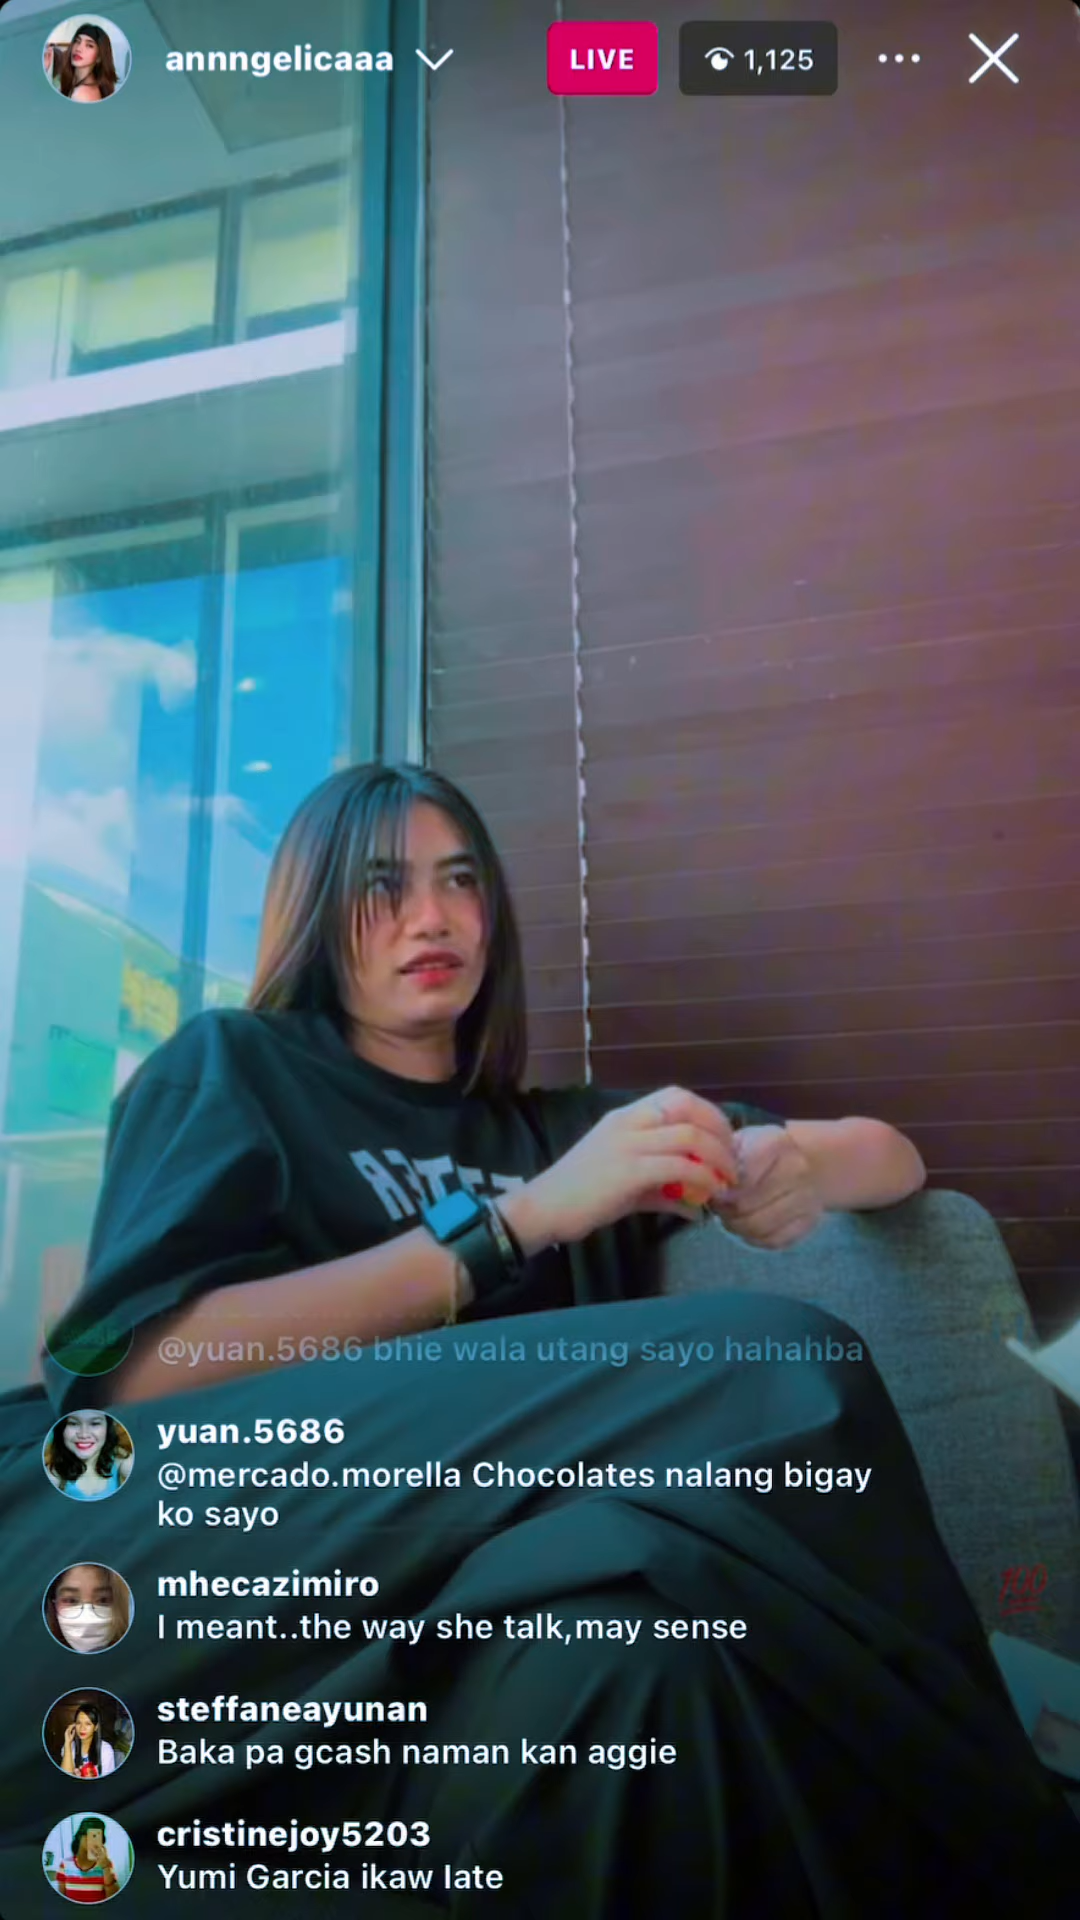 annngelicaaa
LIVE
1,125
@yuan.5686 bhie wala utang sayo hahahba
yuan.5686
@mercado.morella Chocolates nalang bigay
ko sayo
mhecazimiro
I meant..the way she talk,may sense
steffaneayunan
Baka pa gcash naman kan aggie
cristinejoy5203
Yumi Garcia ikaw late